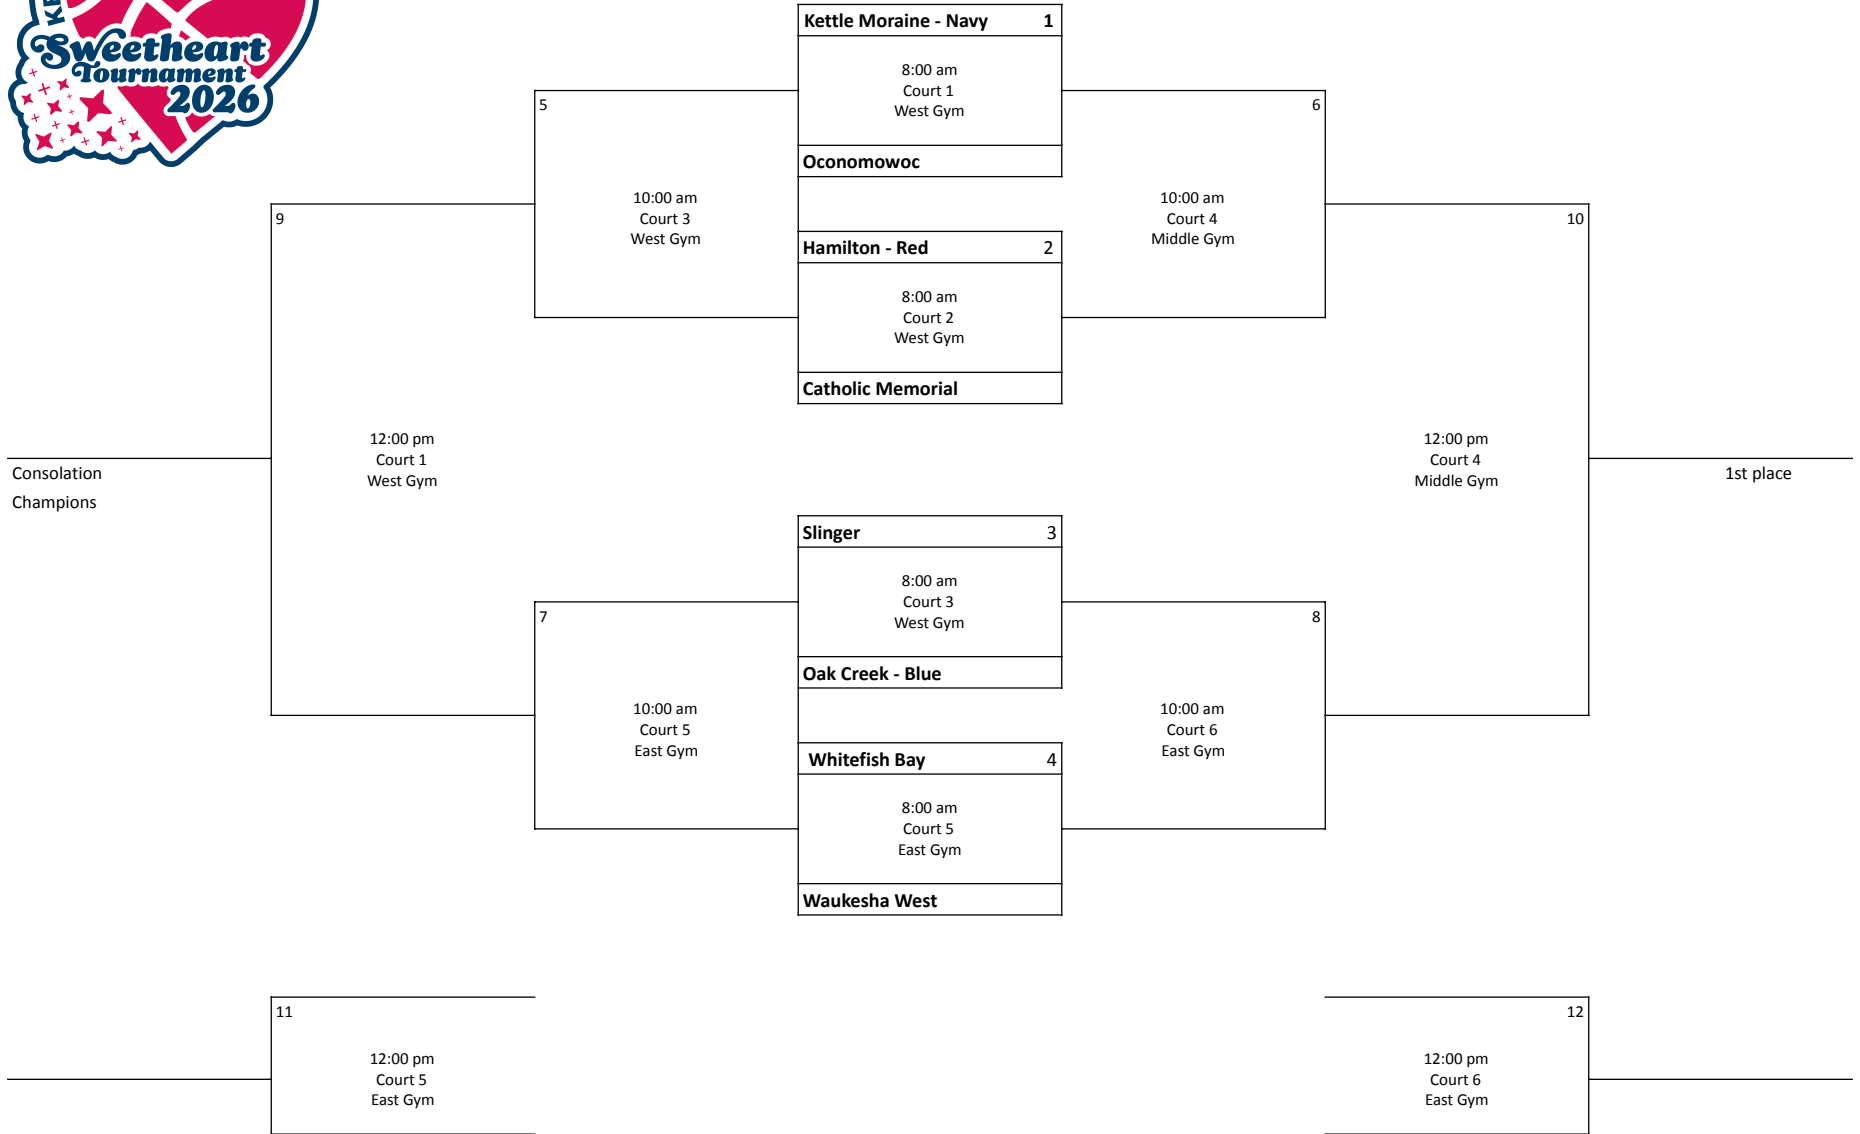 Sweetheart
Tournament
2026
Kettle Moraine - Navy 1
8:00 am
Court 1
West Gym
Oconomowoc
5
6
10:00 am
Court 3
West Gym
10:00 am
Court 4
Middle Gym
9
10
Hamilton - Red 2
8:00 am
Court 2
West Gym
Catholic Memorial
12:00 pm
Court 1
West Gym
12:00 pm
Court 4
Middle Gym
Consolation
Champions
1st place
Slinger 3
8:00 am
Court 3
West Gym
Oak Creek - Blue
7
8
10:00 am
Court 5
East Gym
10:00 am
Court 6
East Gym
Whitefish Bay 4
8:00 am
Court 5
East Gym
Waukesha West
11
12:00 pm
Court 5
East Gym
12
12:00 pm
Court 6
East Gym